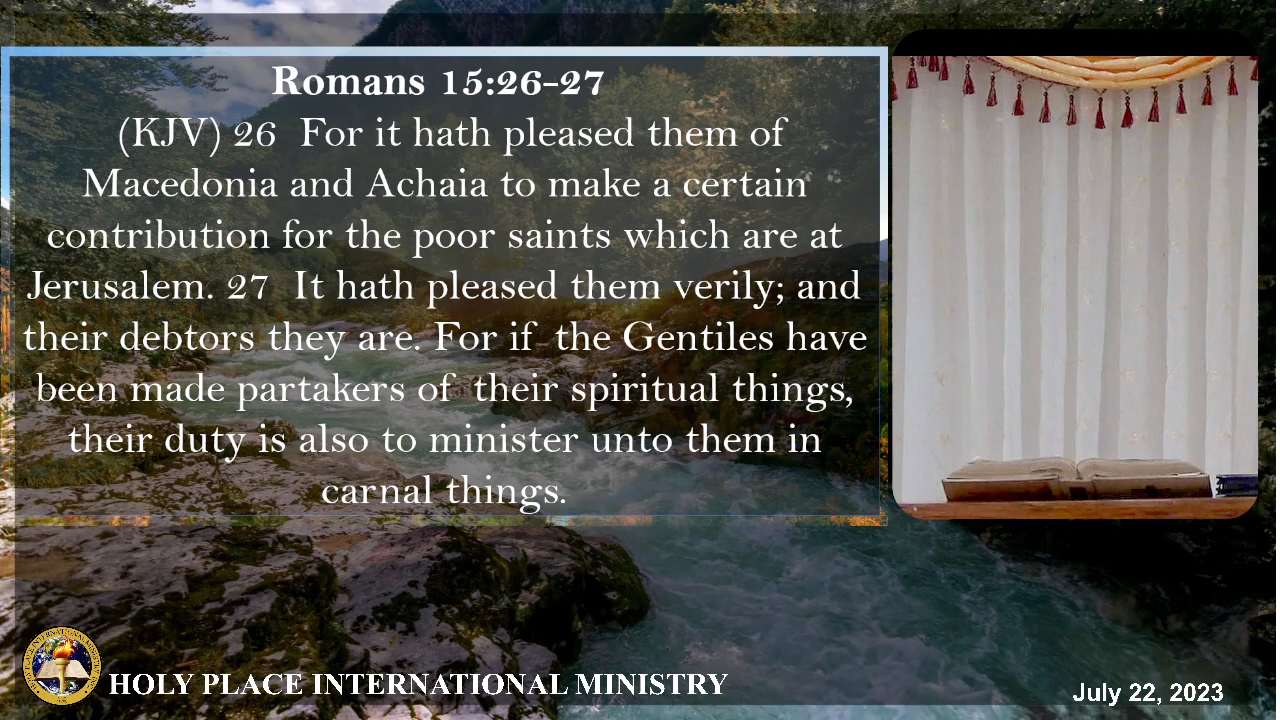 Romans 15:26-27
(KJV) 26 For it hath pleased them of
Macedonia and Achaia to make a certain
contribution for the poor saints which are at
Jerusalem. 27 It hath pleased them verily; and
their debtors they are. For if the Gentiles have
been made partakers of their spiritual things,
their duty is also to minister unto them in
carnal things.
HOLY PLACE INTERNATIONAL MINISTRY
July 22, 2023